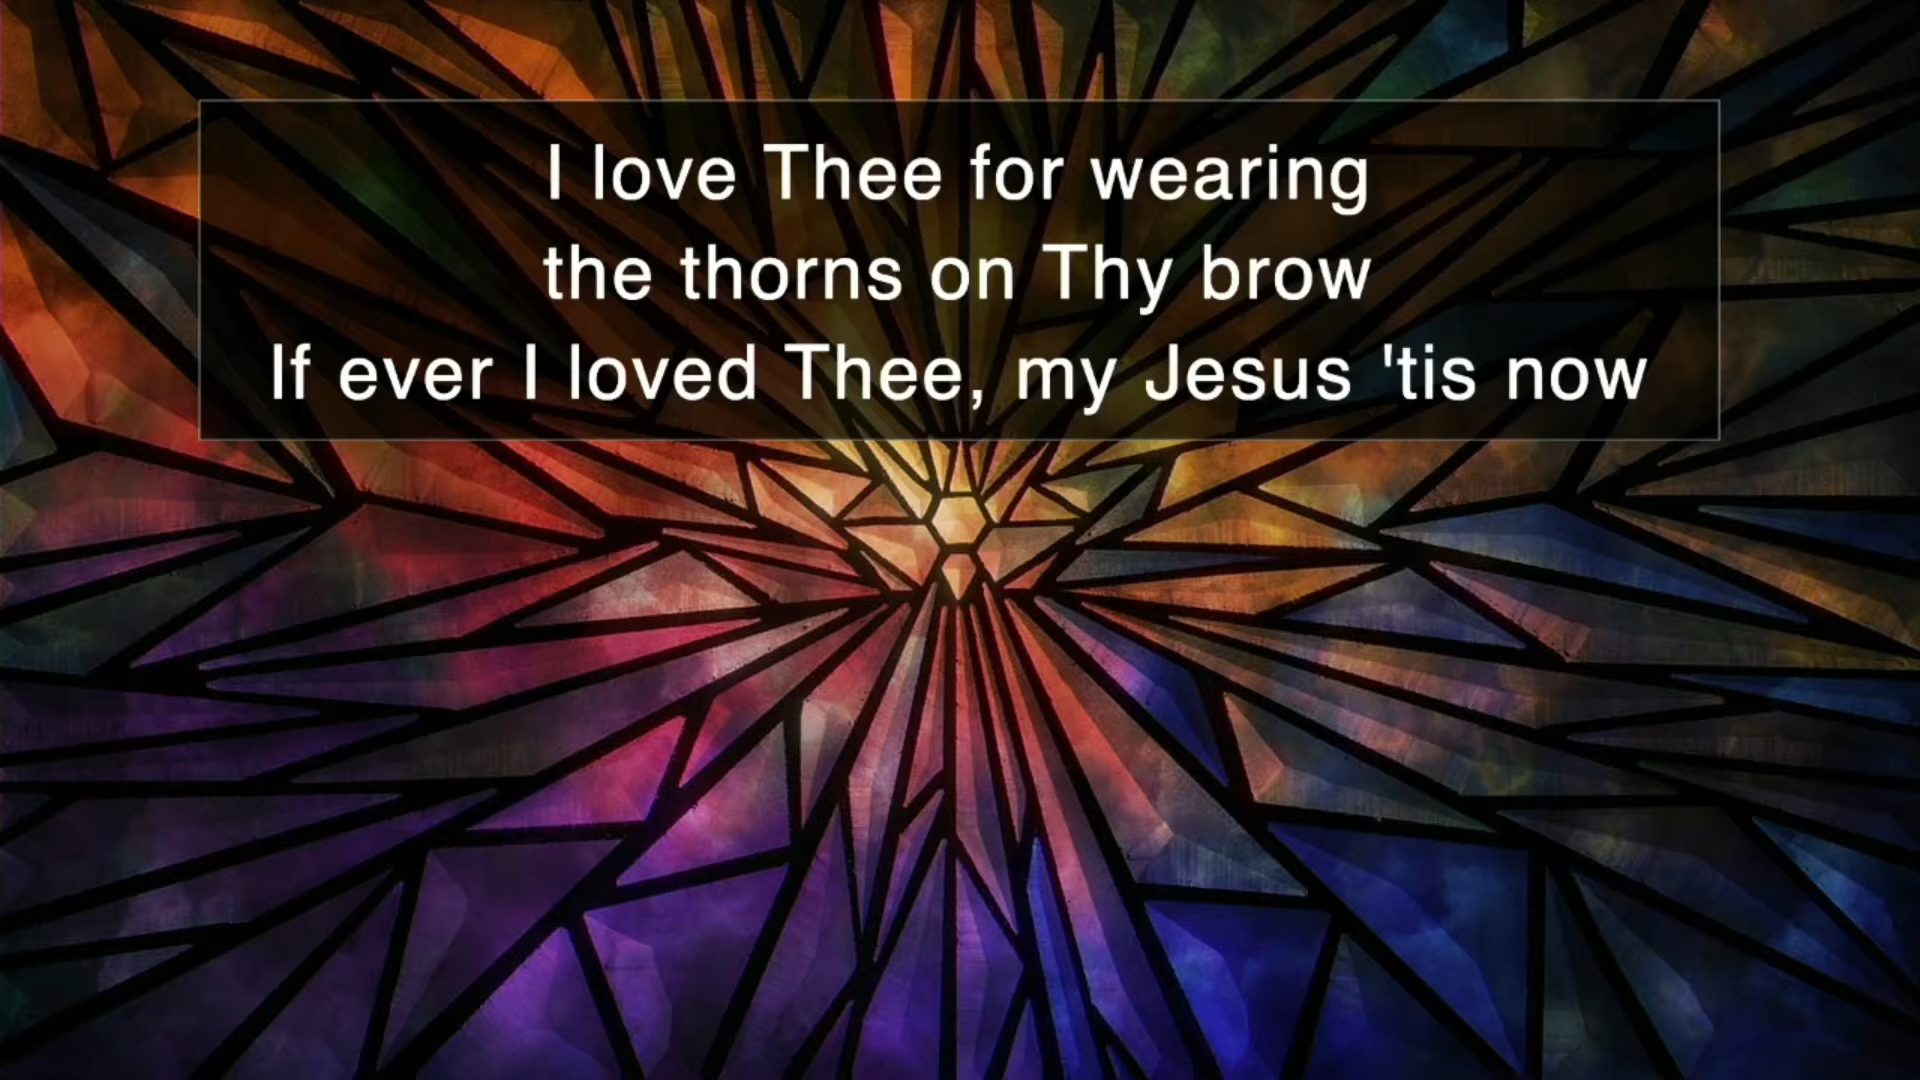 I love Thee for wearing
the thorns on Thy brow
If ever I loved Thee, my Jesus 'tis now